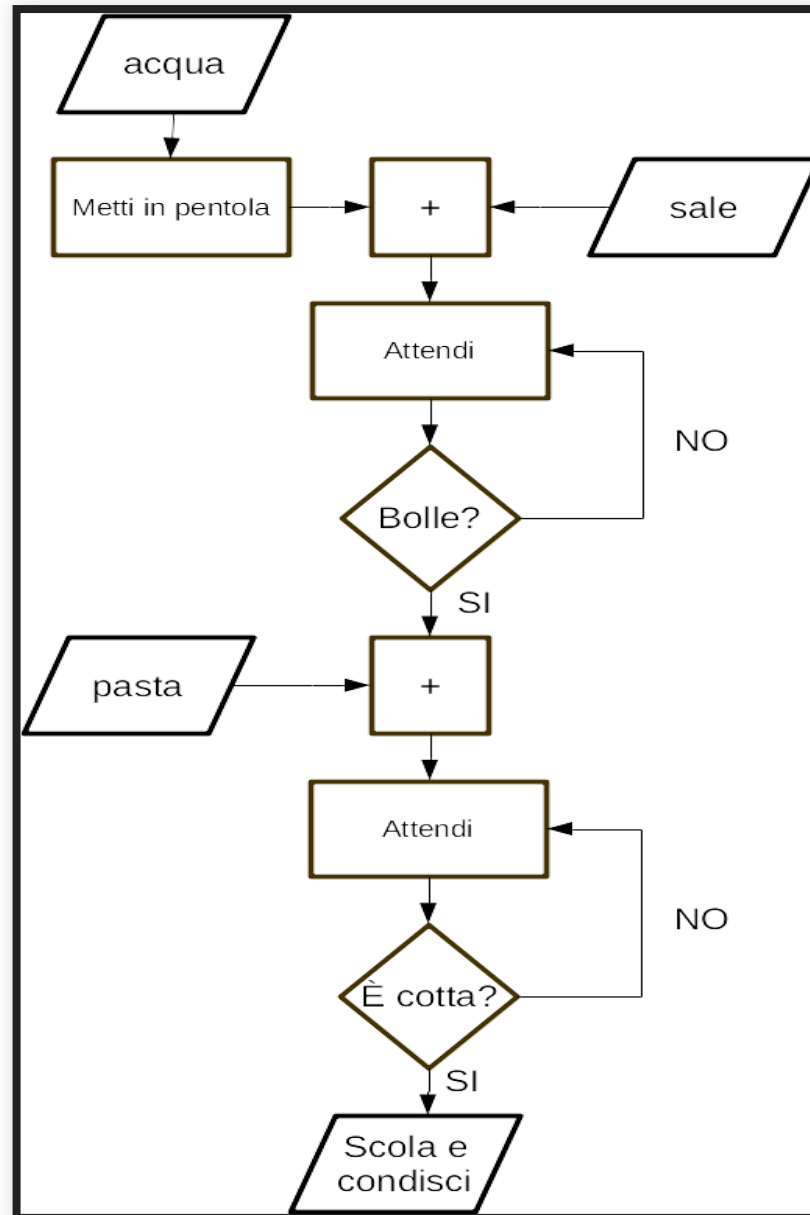 acqua
Metti in pentola
+
sale
Attendi
NO
Bolle?
SI
pasta
+
Attendi
NO
È cotta?
SI
Scola e
condisci